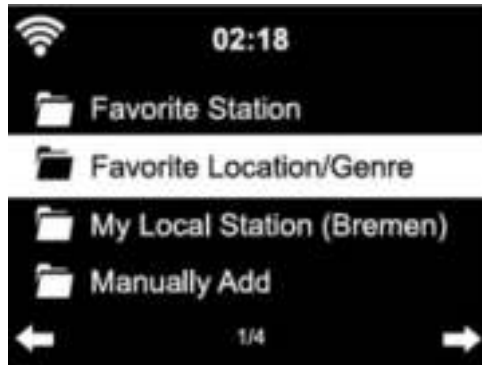 02:18
Favorite Station
Favorite Location/Genre
My Local Station (Bremen)
Manually Add
1/4